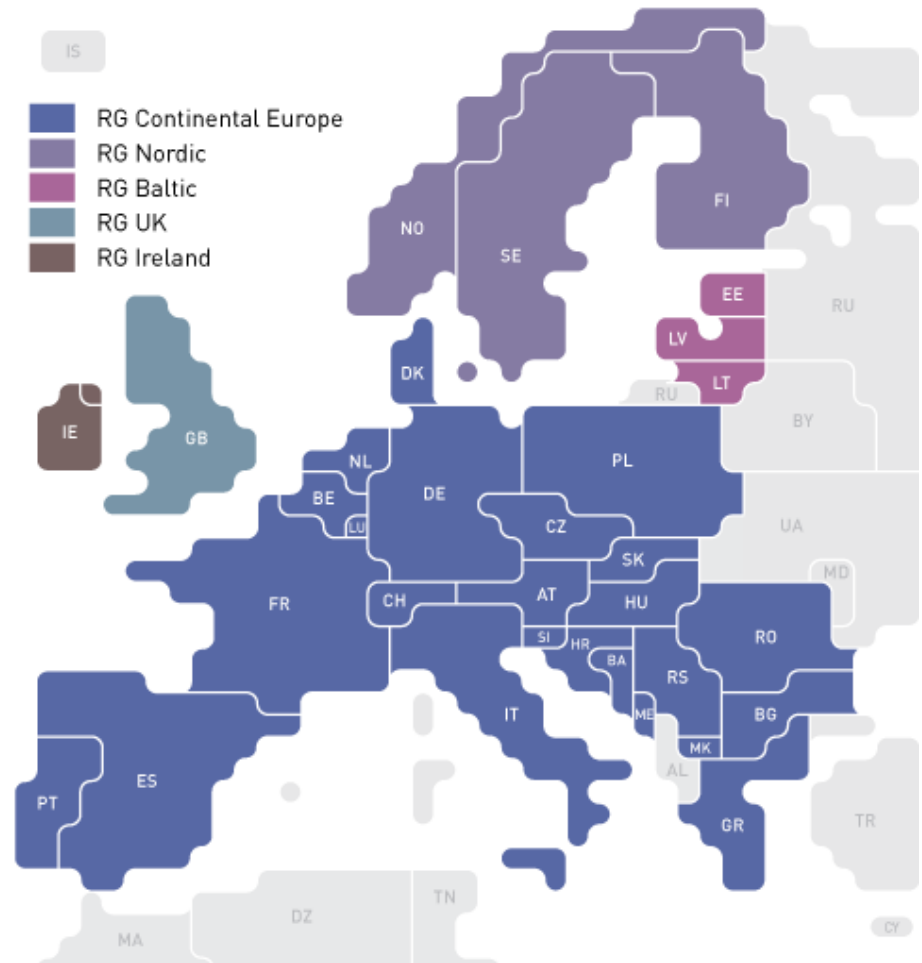 IS
RG Continental Europe
RG Nordic
RG Baltic
RG UK
RG Ireland
NO
SE
FI
EE
RU
LV
DK
LT
RU
BY
IE
GB
NL
PL
BE
DE
LU
CZ
UA
SK
MD
FR
CH
AT
HU
SI
HR
RO
BA
RS
IT
ME
BG
MK
AL
ES
PT
GR
TR
TN
DZ
CY
MA